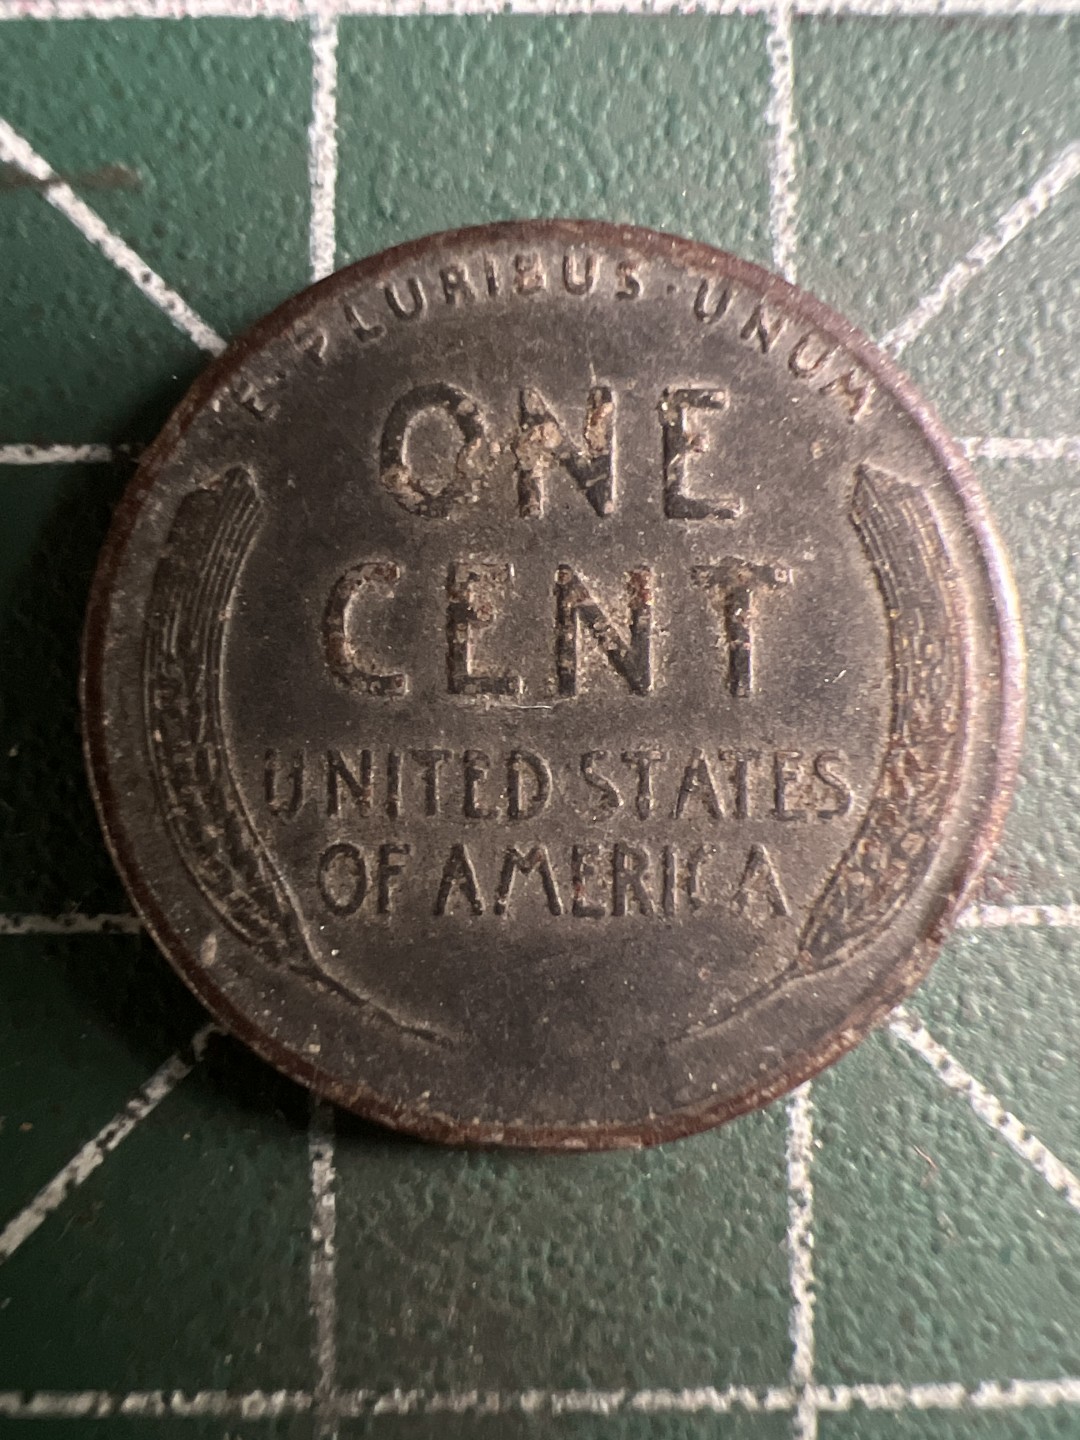 E · PLURIBUS · UNUM
ONE
CENT
UNITED STATES
OF AMERICA